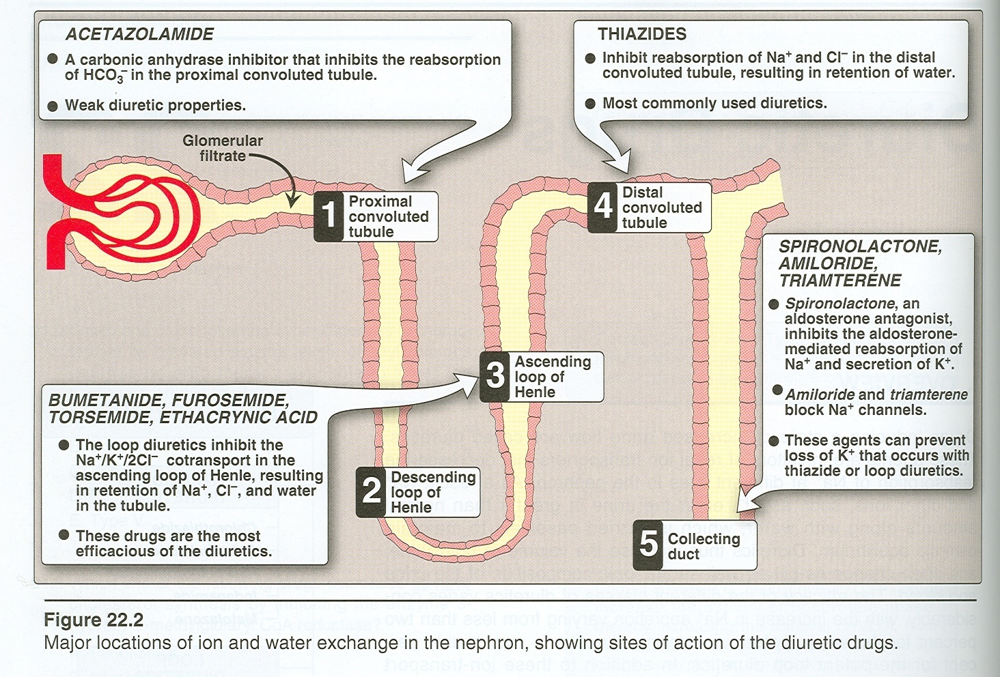 ACETAZOLAMIDE
● A carbonic anhydrase inhibitor that inhibits the reabsorption
of HCO₃⁻ in the proximal convoluted tubule.
● Weak diuretic properties.
THIAZIDES
● Inhibit reabsorption of Na⁺ and Cl⁻ in the distal
convoluted tubule, resulting in retention of water.
● Most commonly used diuretics.
Glomerular
filtrate
1 Proximal
convoluted
tubule
4 Distal
convoluted
tubule
SPIRONOLACTONE,
AMILORIDE,
TRIAMTERENE
● Spironolactone, an
aldosterone antagonist,
inhibits the aldosterone-
mediated reabsorption of
Na⁺ and secretion of K⁺.
● Amiloride and triamterene
block Na⁺ channels.
● These agents can prevent
loss of K⁺ that occurs with
thiazide or loop diuretics.
3 Ascending
loop of
Henle
BUMETANIDE, FUROSEMIDE,
TORSEMIDE, ETHACRYNIC ACID
● The loop diuretics inhibit the
Na⁺/K⁺/2Cl⁻ cotransport in the
ascending loop of Henle, resulting
in retention of Na⁺, Cl⁻, and water
in the tubule.
● These drugs are the most
efficacious of the diuretics.
2 Descending
loop of
Henle
5 Collecting
duct
Figure 22.2
Major locations of ion and water exchange in the nephron, showing sites of action of the diuretic drugs.